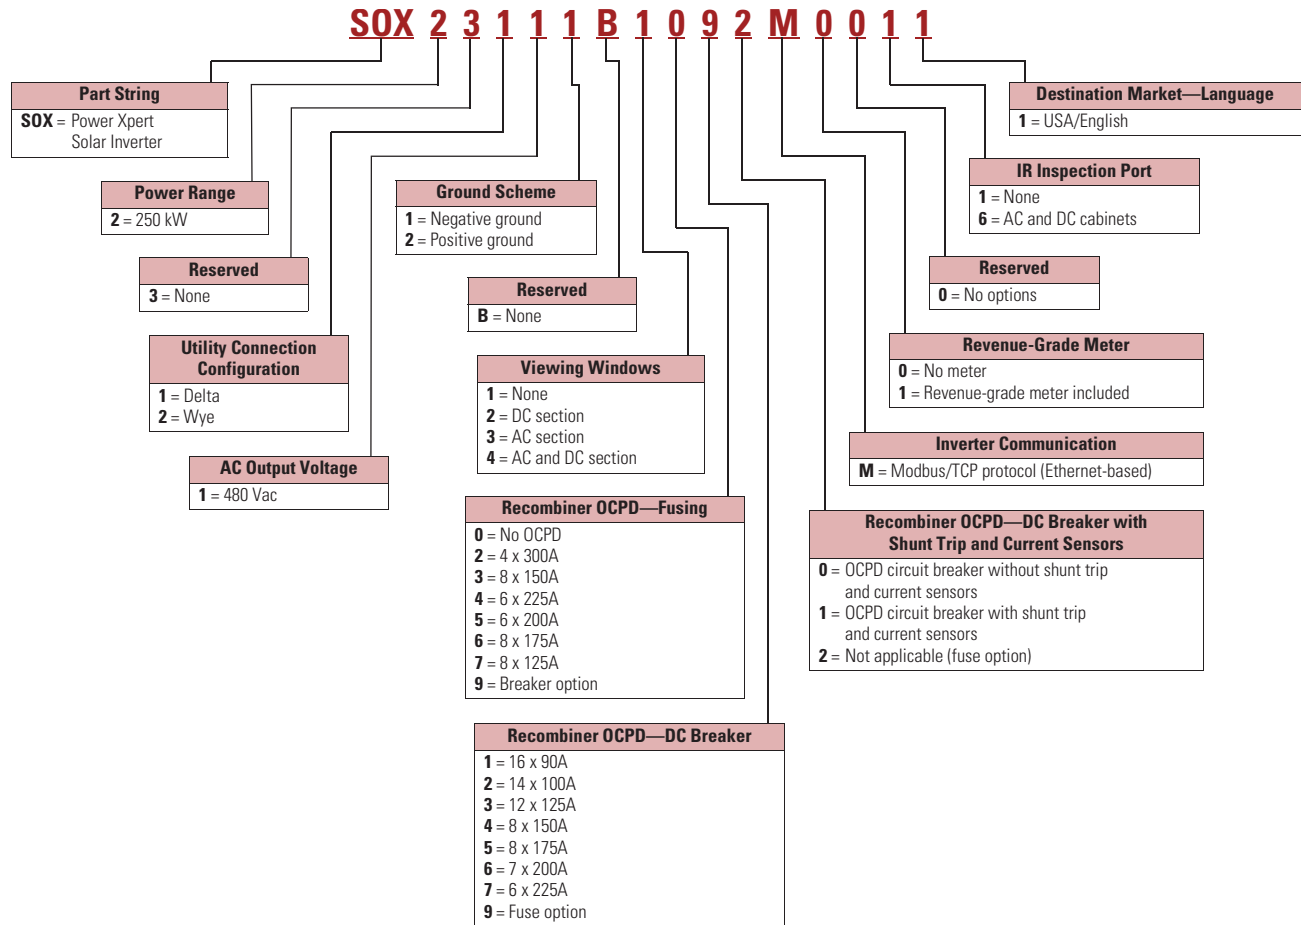 SOX 2 3 1 1 1 B 1 0 9 2 M 0 0 1 1
Part String
SOX = Power Xpert
Solar Inverter
Power Range
2 = 250 kW
Reserved
3 = None
Utility Connection
Configuration
1 = Delta
2 = Wye
AC Output Voltage
1 = 480 Vac
Ground Scheme
1 = Negative ground
2 = Positive ground
Reserved
B = None
Viewing Windows
1 = None
2 = DC section
3 = AC section
4 = AC and DC section
Recombiner OCPD—Fusing
0 = No OCPD
2 = 4 x 300A
3 = 8 x 150A
4 = 6 x 225A
5 = 6 x 200A
6 = 8 x 175A
7 = 8 x 125A
9 = Breaker option
Recombiner OCPD—DC Breaker
1 = 16 x 90A
2 = 14 x 100A
3 = 12 x 125A
4 = 8 x 150A
5 = 8 x 175A
6 = 7 x 200A
7 = 6 x 225A
9 = Fuse option
Recombiner OCPD—DC Breaker with
Shunt Trip and Current Sensors
0 = OCPD circuit breaker without shunt trip
and current sensors
1 = OCPD circuit breaker with shunt trip
and current sensors
2 = Not applicable (fuse option)
Inverter Communication
M = Modbus/TCP protocol (Ethernet-based)
Revenue-Grade Meter
0 = No meter
1 = Revenue-grade meter included
Reserved
0 = No options
IR Inspection Port
1 = None
6 = AC and DC cabinets
Destination Market—Language
1 = USA/English